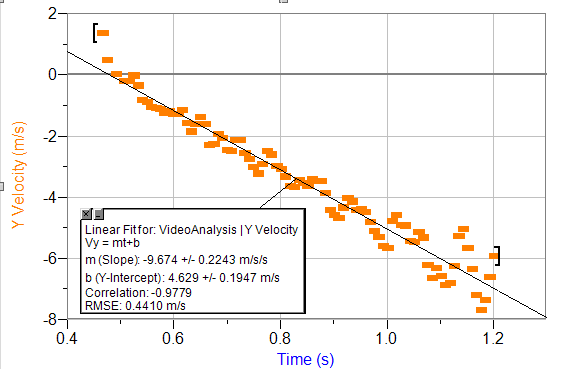 2
0
-2
-4
-6
-8
Y Velocity (m/s)
Linear Fit for: VideoAnalysis | Y Velocity
Vy = mt+b
m (Slope): -9.674 +/- 0.2243 m/s/s
b (Y-Intercept): 4.629 +/- 0.1947 m/s
Correlation: -0.9779
RMSE: 0.4410 m/s
0.4 0.6 0.8 1.0 1.2
Time (s)